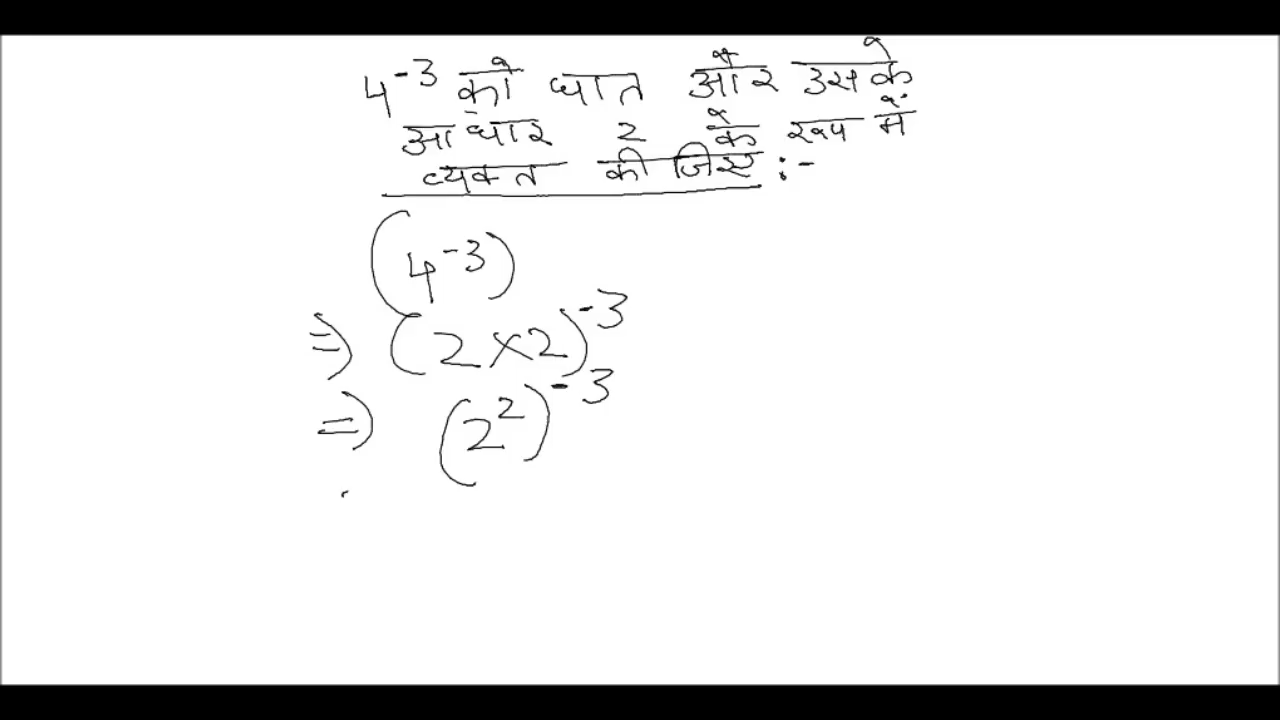 4⁻³ को घात और उसके
आधार 2 के रूप में
व्यक्त कीजिए :-
(4⁻³)
⇒ (2×2)⁻³
⇒ (2²)⁻³